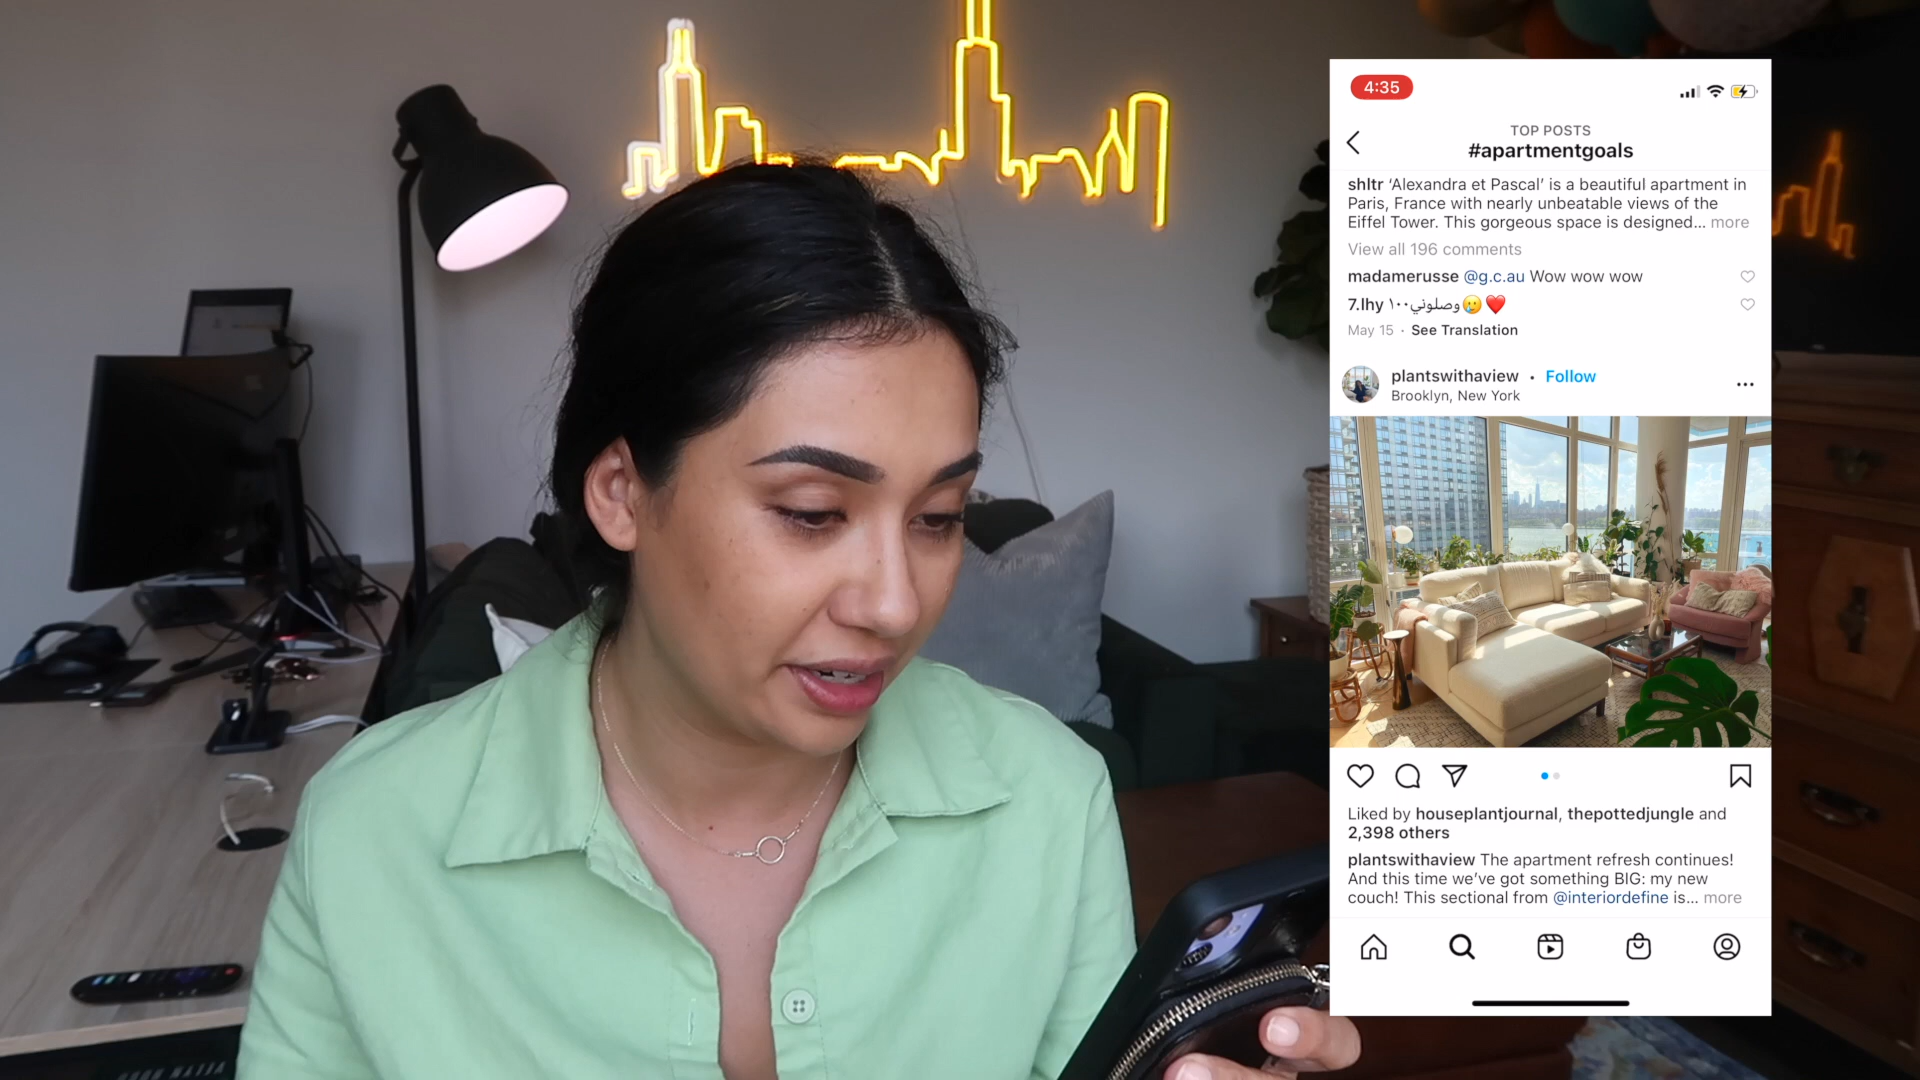 4:35
TOP POSTS
#apartmentgoals
shltr ‘Alexandra et Pascal’ is a beautiful apartment in
Paris, France with nearly unbeatable views of the
Eiffel Tower. This gorgeous space is designed... more
View all 196 comments
madamerusse @g.c.au Wow wow wow
7.lhy وصلوني١٠٠🥲❤️
May 15 · See Translation
plantswithaview • Follow
Brooklyn, New York
Liked by houseplantjournal, thepottedjungle and
2,398 others
plantswithaview The apartment refresh continues!
And this time we’ve got something BIG: my new
couch! This sectional from @interiordefine is... more